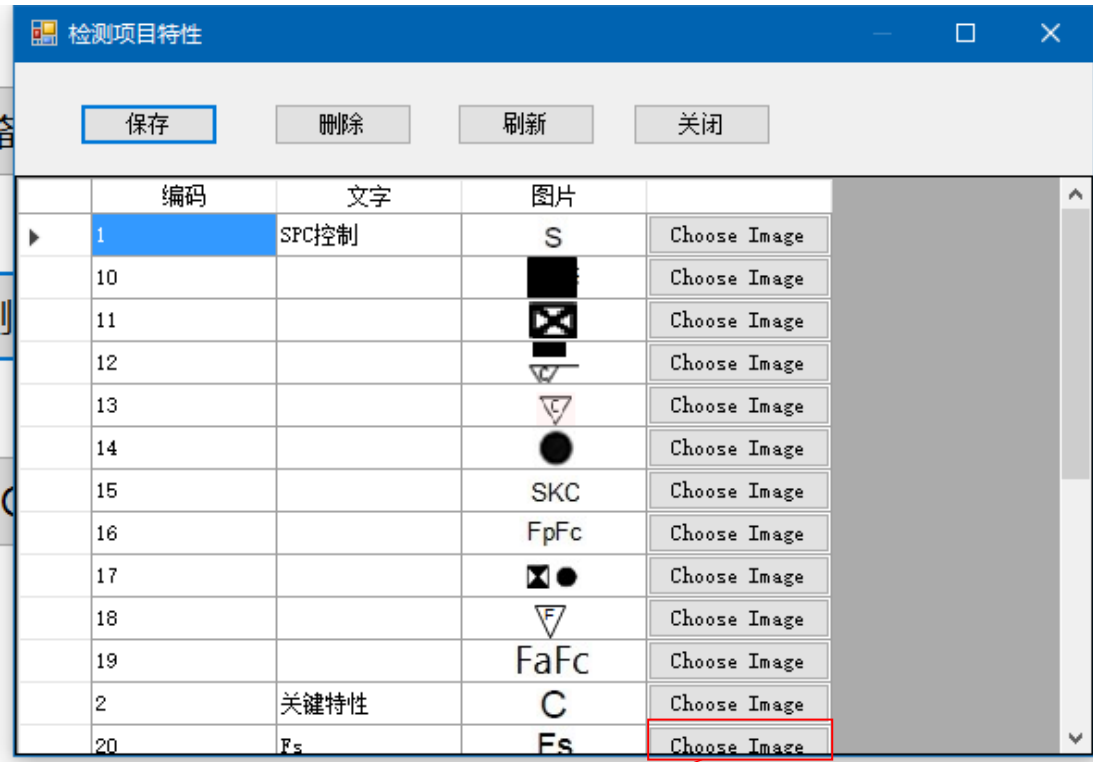 检测项目特性
保存 删除 刷新 关闭
编码 文字 图片
1 SPC控制 S Choose Image
10 Choose Image
11 Choose Image
12 C Choose Image
13 C Choose Image
14 Choose Image
15 SKC Choose Image
16 FpFc Choose Image
17 Choose Image
18 F Choose Image
19 FaFc Choose Image
2 关键特性 C Choose Image
20 Fs Fs Choose Image